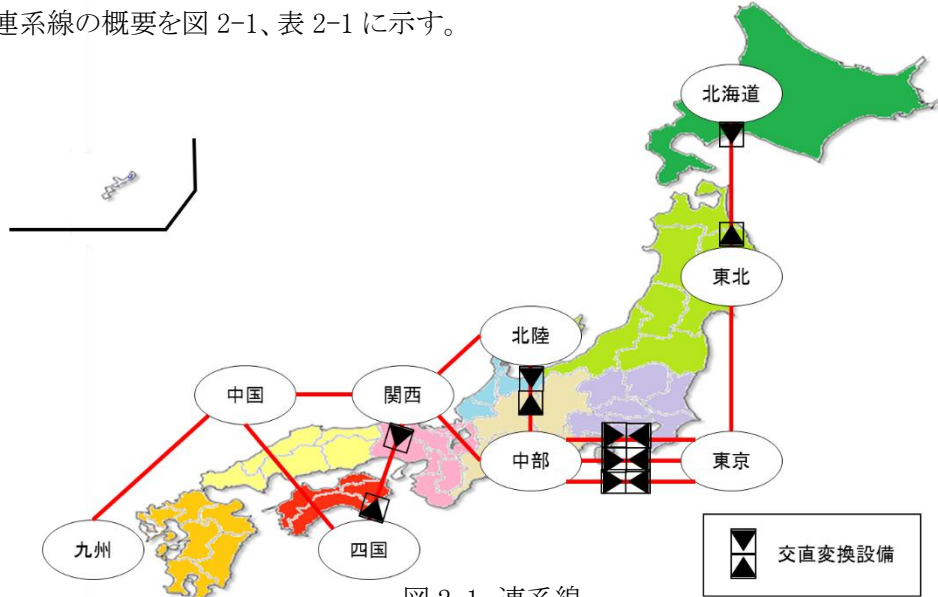 連系線の概要を図 2-1、表 2-1 に示す。
北海道
東北
北陸
中国
関西
中部
東京
九州
四国
交直変換設備
図 2-1 連系線